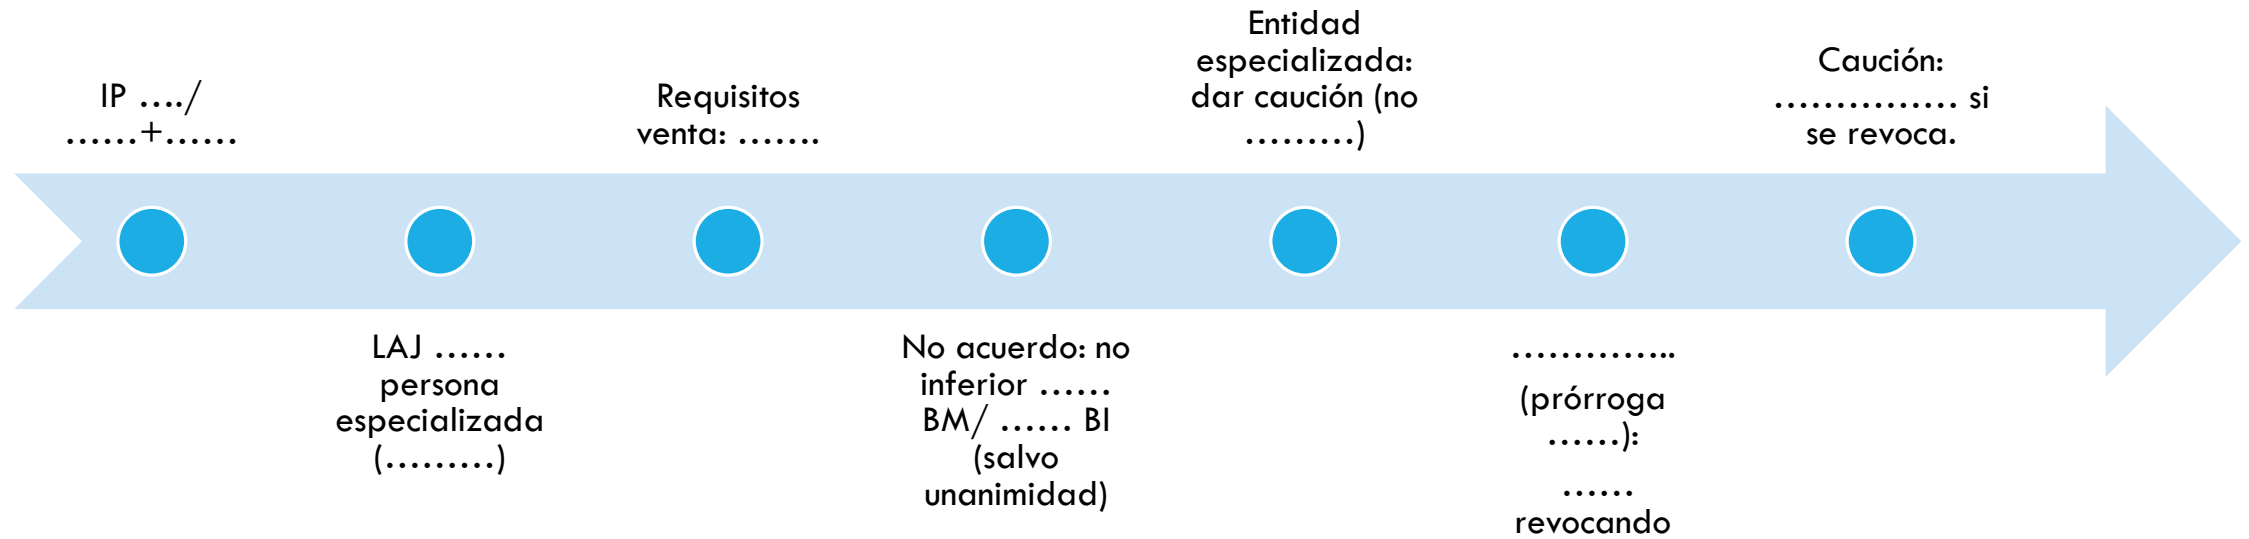 IP ..../
......+......
LAJ ......
persona
especializada
(.........)
Requisitos
venta: .......
No acuerdo: no
inferior ......
BM/ ...... BI
(salvo
unanimidad)
Entidad
especializada:
dar caución (no
.........)
..............
(prórroga
......):
......
revocando
Caución:
............... si
se revoca.